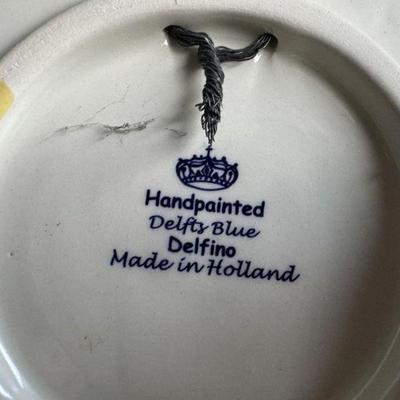 Handpainted
Delfts Blue
Delfino
Made in Holland